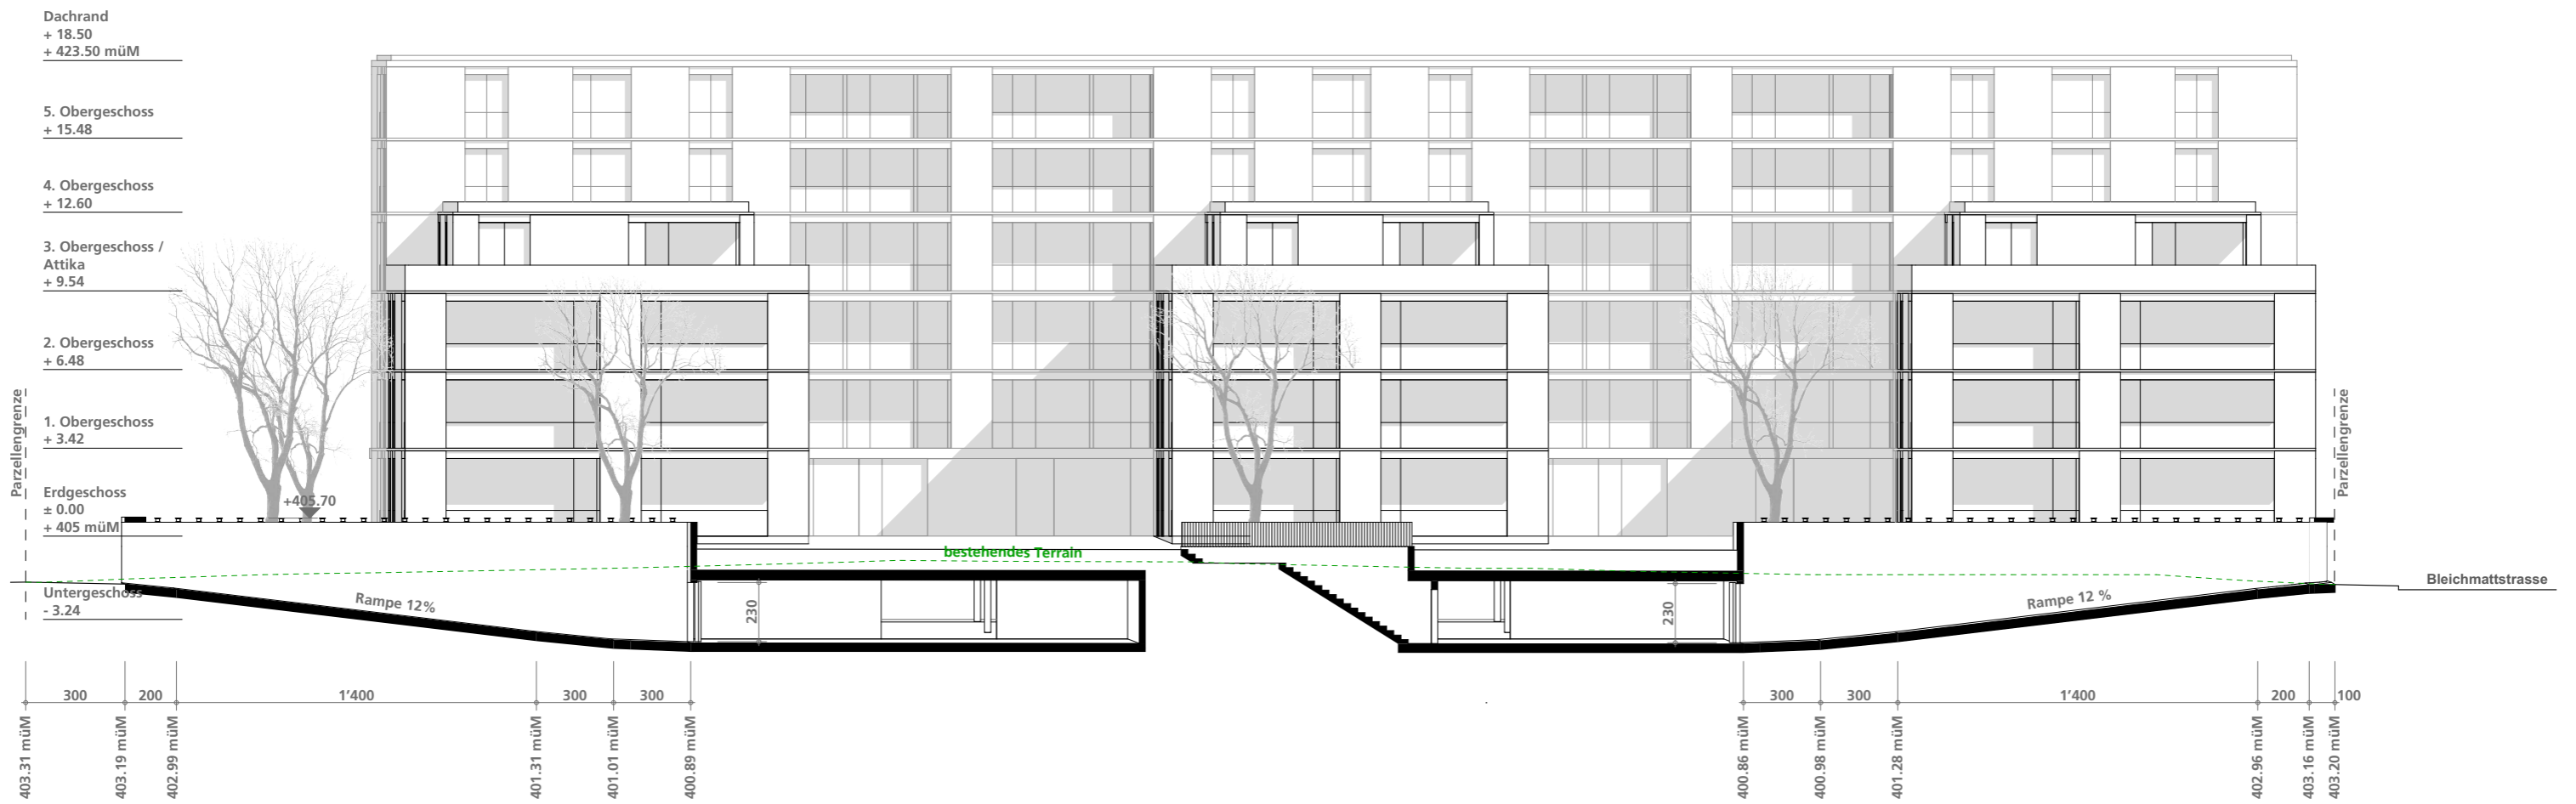 Dachrand
+ 18.50
+ 423.50 müM
5. Obergeschoss
+ 15.48
4. Obergeschoss
+ 12.60
3. Obergeschoss /
Attika
+ 9.54
2. Obergeschoss
+ 6.48
1. Obergeschoss
+ 3.42
Erdgeschoss
± 0.00
+ 405 müM
Untergeschoss
- 3.24
Parzellengrenze
+405.70
bestehendes Terrain
Rampe 12%
230
230
Rampe 12 %
Parzellengrenze
Bleichmattstrasse
300
200
1’400
300
300
300
300
1’400
200
100
403.31 müM
403.19 müM
402.99 müM
401.31 müM
401.01 müM
400.89 müM
400.86 müM
400.98 müM
401.28 müM
402.96 müM
403.16 müM
403.20 müM